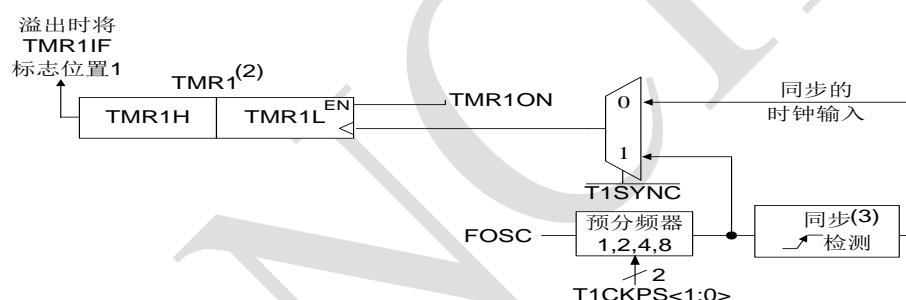 溢出时将
TMR1IF
标志位置1
TMR1(2)
TMR1H
TMR1L
EN
TMR1ON
0
1
同步的
时钟输入
T1SYNC
FOSC
预分频器
1,2,4,8
同步(3)
检测
2
T1CKPS<1:0>